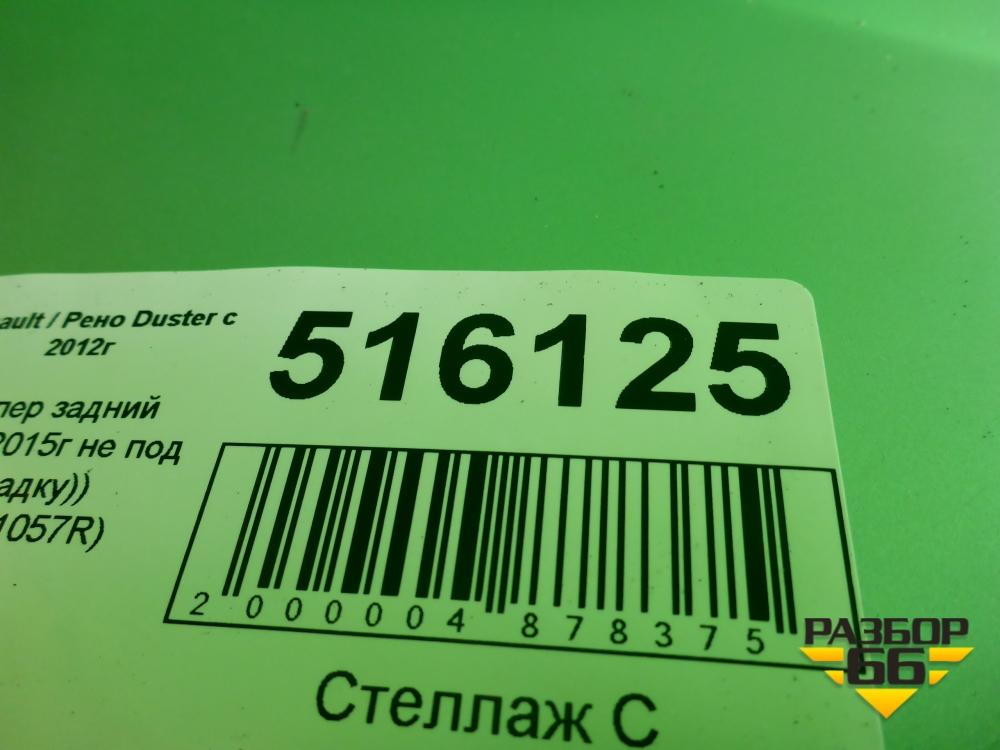 ault / Рено Duster с
2012г
516125
пер задний
2015г не под
адку))
1057R)
2 000004 878375
Стеллаж С
РАЗБОР
66